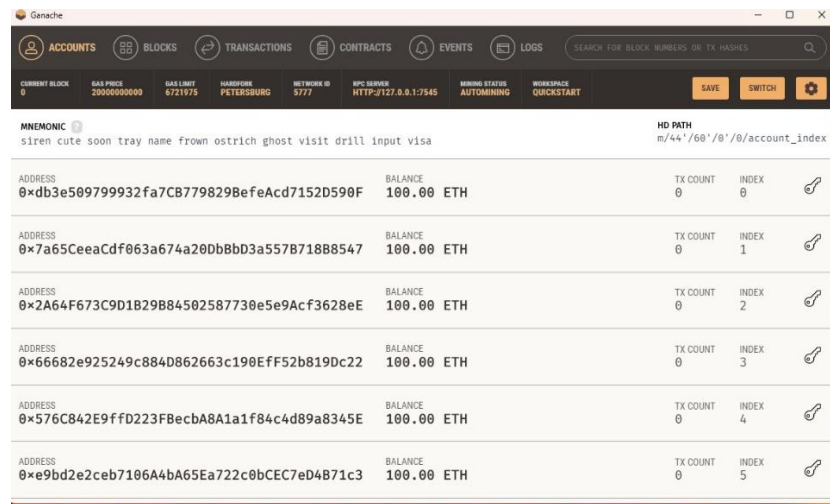 Ganache
ACCOUNTS BLOCKS TRANSACTIONS CONTRACTS EVENTS LOGS SEARCH FOR BLOCK NUMBERS OR TX HASHES
CURRENT BLOCK GAS PRICE GAS LIMIT HARDFORK NETWORK ID RPC SERVER MINING STATUS WORKSPACE
0 20000000000 6721975 PETERSBURG 5777 HTTP://127.0.0.1:7545 AUTOMINING QUICKSTART SAVE SWITCH
MNEMONIC ? HD PATH
siren cute soon tray name frown ostrich ghost visit drill input visa m/44'/60'/0'/0/account_index
ADDRESS BALANCE TX COUNT INDEX
0×db3e509799932fa7CB779829BefeAcd7152D590F 100.00 ETH 0 0
ADDRESS BALANCE TX COUNT INDEX
0×7a65CeeaCdf063a674a20DbBbD3a557B718B8547 100.00 ETH 0 1
ADDRESS BALANCE TX COUNT INDEX
0×2A64F673C9D1B29B84502587730e5e9Acf3628eE 100.00 ETH 0 2
ADDRESS BALANCE TX COUNT INDEX
0×66682e925249c884D862663c190EfF52b819Dc22 100.00 ETH 0 3
ADDRESS BALANCE TX COUNT INDEX
0×576C842E9ffD223FBecbA8A1a1f84c4d89a8345E 100.00 ETH 0 4
ADDRESS BALANCE TX COUNT INDEX
0×e9bd2e2ceb7106A4bA65Ea722c0bCEC7eD4B71c3 100.00 ETH 0 5